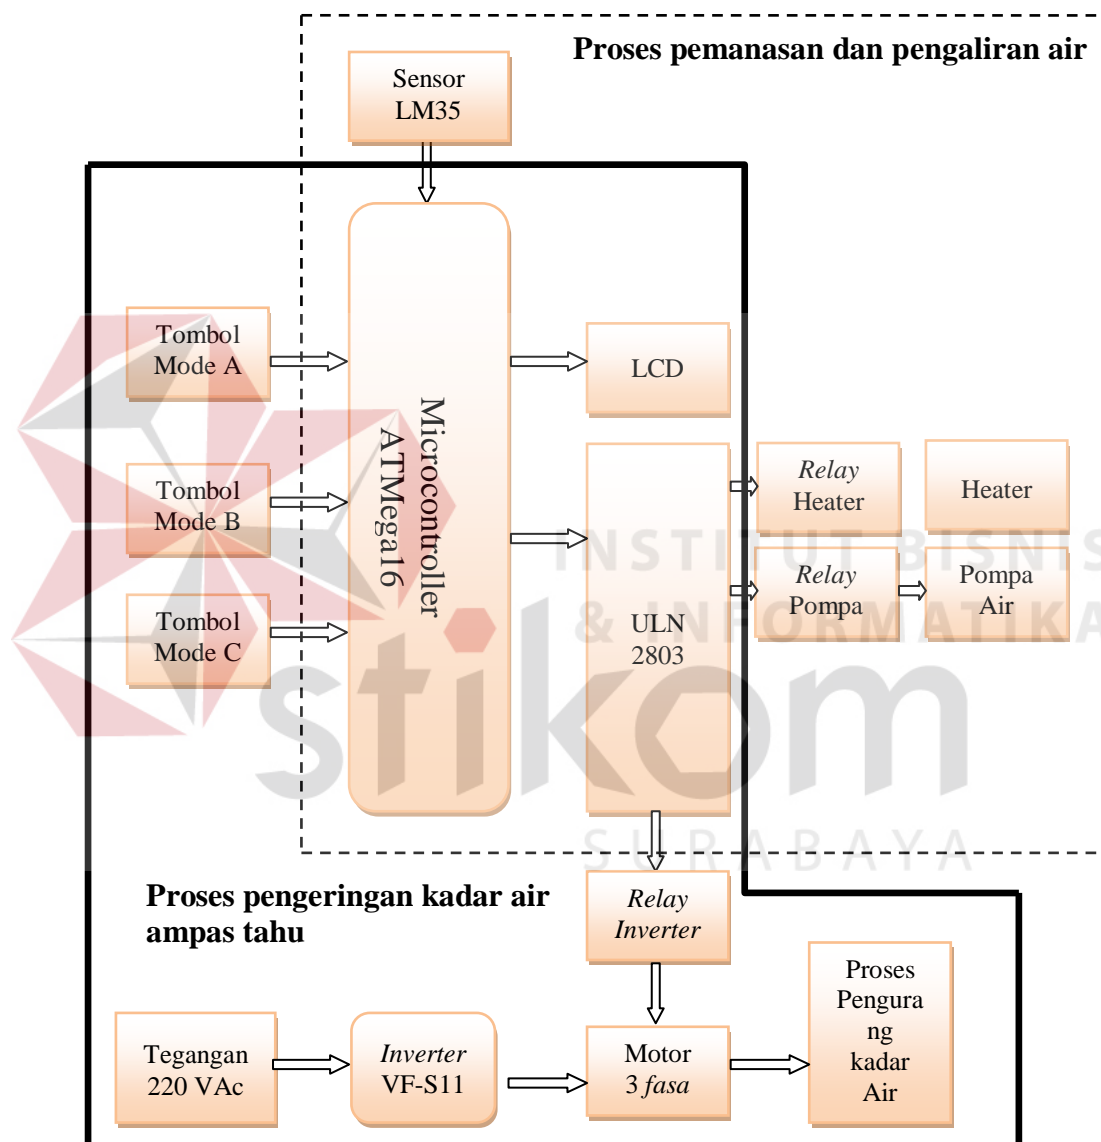 Proses pemanasan dan pengaliran air
Sensor
LM35
Tombol
Mode A
Tombol
Mode B
Tombol
Mode C
Microcontroller
ATMega16
LCD
ULN
2803
Relay
Heater
Heater
Relay
Pompa
Pompa
Air
INSTITUT BISNIS
& INFORMATIKA
stikom
SURABAYA
Proses pengeringan kadar air
ampas tahu
Relay
Inverter
Tegangan
220 VAc
Inverter
VF-S11
Motor
3 fasa
Proses
Pengura
ng
kadar
Air